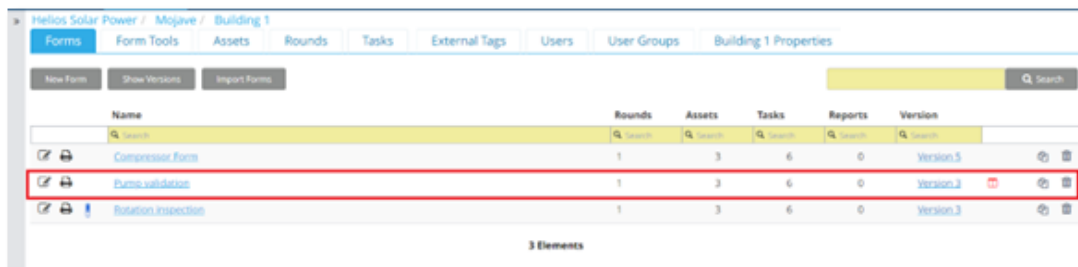 Helios Solar Power / Mojave / Building 1
Forms Form Tools Assets Rounds Tasks External Tags Users User Groups Building 1 Properties
New Form Show Versions Import Forms Search
Name Rounds Assets Tasks Reports Version
Search Search Search Search Search Search
Compressor Form 1 3 6 0 Version 5
Pump validation 1 3 6 0 Version 3
Rotation inspection 1 3 6 0 Version 3
3 Elements